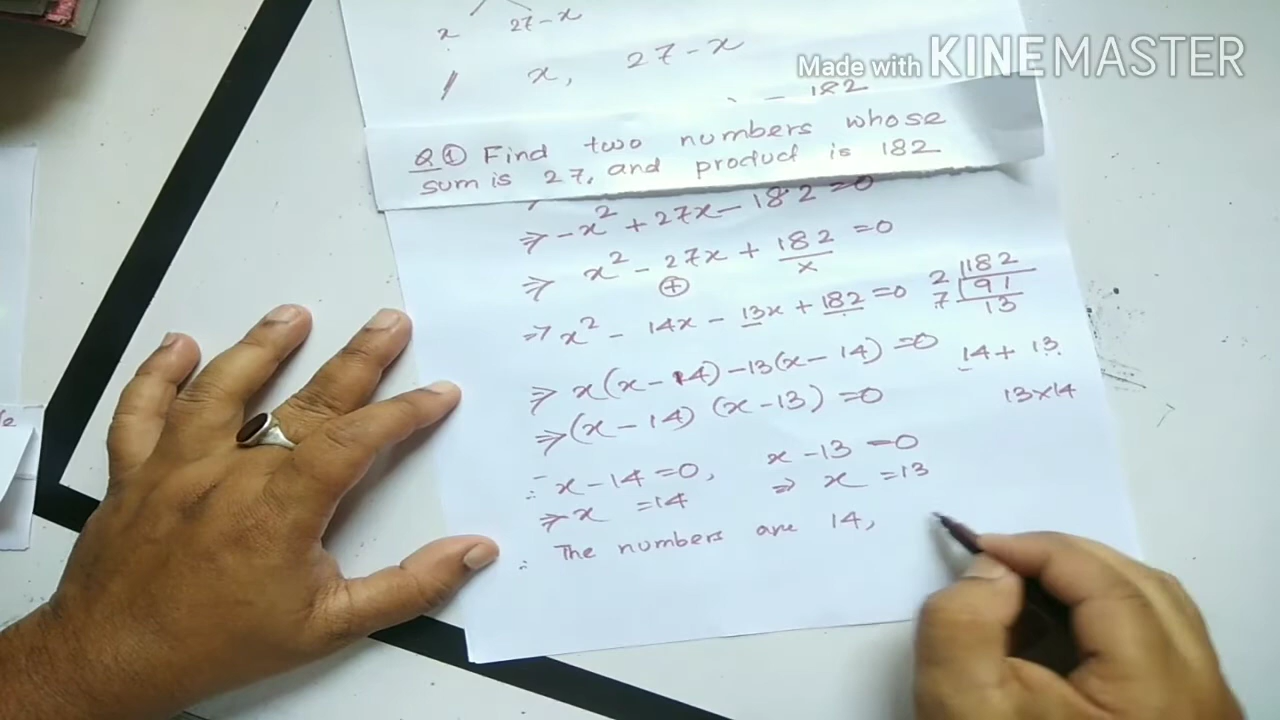 x 27-x
x, 27-x
Made with KINEMASTER
- 182
Q① Find two numbers whose
sum is 27, and product is 182
⇒ -x² + 27x - 182 = 0
⇒ x² - 27x + 182 = 0
⊕ x
2 182
⇒ x² - 14x - 13x + 182 = 0 7 91
13
⇒ x(x - 14) -13(x - 14) = 0 14 + 13
⇒ (x - 14) (x - 13) = 0 13×14
∴ x - 14 = 0, x - 13 = 0
⇒ x = 14 ⇒ x = 13
∴ The numbers are 14,